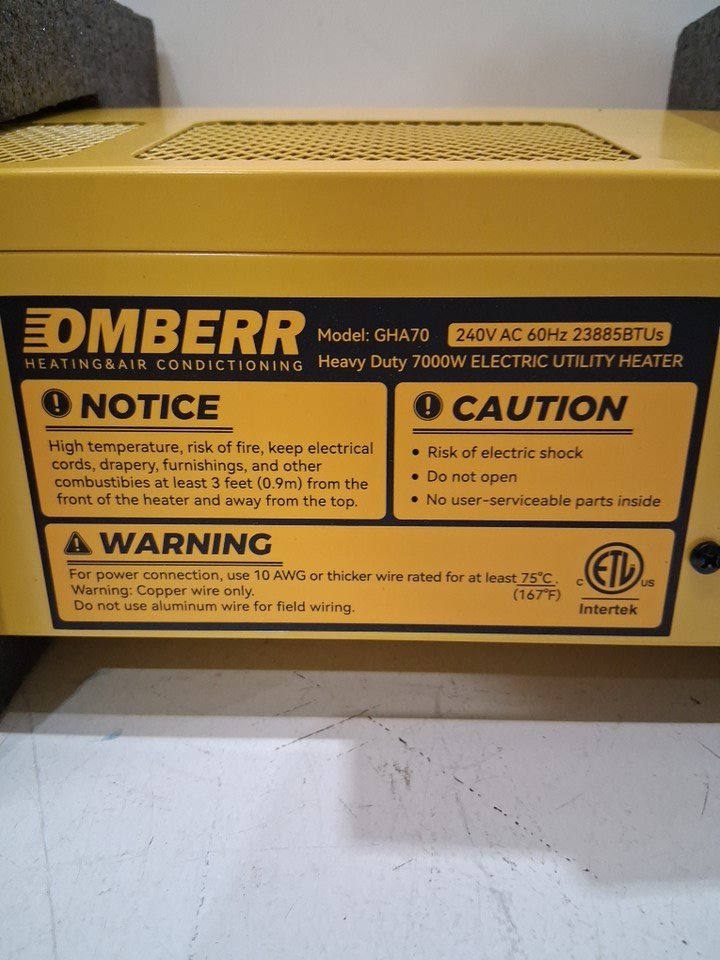 OMBERR
HEATING&AIR CONDICTIONING
Model: GHA70 240V AC 60Hz 23885BTUs
Heavy Duty 7000W ELECTRIC UTILITY HEATER
! NOTICE
High temperature, risk of fire, keep electrical
cords, drapery, furnishings, and other
combustibies at least 3 feet (0.9m) from the
front of the heater and away from the top.
! CAUTION
• Risk of electric shock
• Do not open
• No user-serviceable parts inside
WARNING
For power connection, use 10 AWG or thicker wire rated for at least 75°C.
(167°F)
Warning: Copper wire only.
Do not use aluminum wire for field wiring.
C ETL US
Intertek